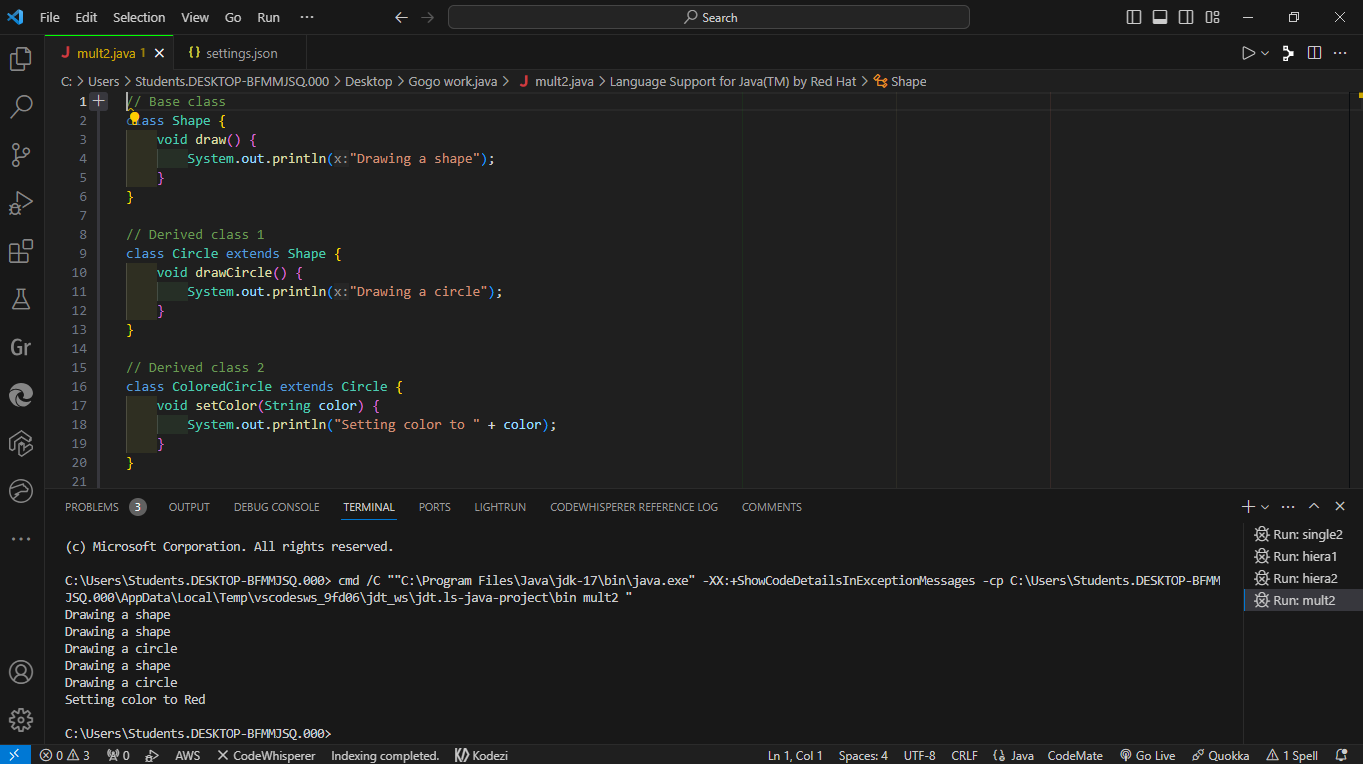 File Edit Selection View Go Run ··· Search
mult2.java 1 settings.json
C: > Users > Students.DESKTOP-BFMMJSQ.000 > Desktop > Gogo work.java > mult2.java > Language Support for Java(TM) by Red Hat > Shape
1 // Base class
2 class Shape {
3 void draw() {
4 System.out.println(x:"Drawing a shape");
5 }
6 }
7
8 // Derived class 1
9 class Circle extends Shape {
10 void drawCircle() {
11 System.out.println(x:"Drawing a circle");
12 }
13 }
14
15 // Derived class 2
16 class ColoredCircle extends Circle {
17 void setColor(String color) {
18 System.out.println("Setting color to " + color);
19 }
20 }
21
Gr
PROBLEMS 3 OUTPUT DEBUG CONSOLE TERMINAL PORTS LIGHTRUN CODEWHISPERER REFERENCE LOG COMMENTS
(c) Microsoft Corporation. All rights reserved.
C:\Users\Students.DESKTOP-BFMMJSQ.000> cmd /C ""C:\Program Files\Java\jdk-17\bin\java.exe" -XX:+ShowCodeDetailsInExceptionMessages -cp C:\Users\Students.DESKTOP-BFMM
JSQ.000\AppData\Local\Temp\vscodesws_9fd06\jdt_ws\jdt.ls-java-project\bin mult2 "
Drawing a shape
Drawing a shape
Drawing a circle
Drawing a shape
Drawing a circle
Setting color to Red
C:\Users\Students.DESKTOP-BFMMJSQ.000>
Run: single2
Run: hiera1
Run: hiera2
Run: mult2
0 3 0 AWS CodeWhisperer Indexing completed. Kodezi Ln 1, Col 1 Spaces: 4 UTF-8 CRLF {} Java CodeMate Go Live Quokka 1 Spell